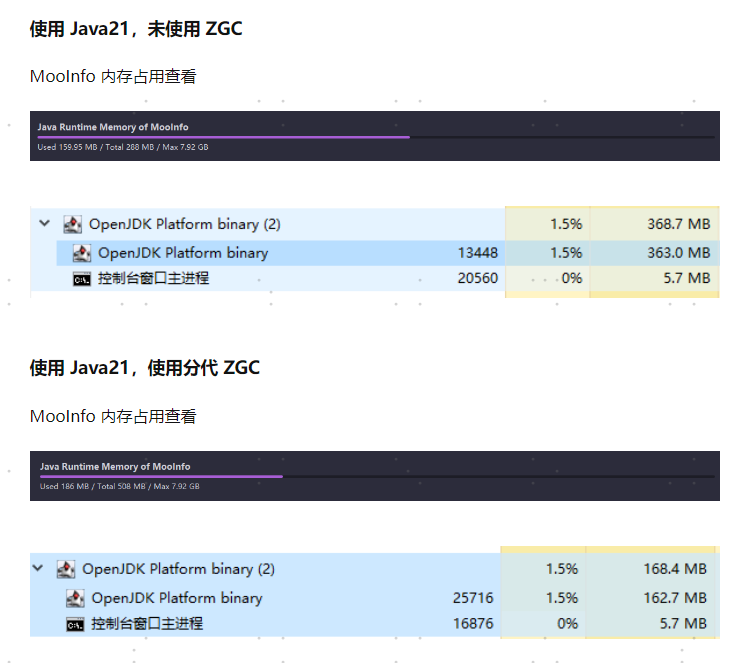 使用 Java21，未使用 ZGC
MooInfo 内存占用查看
Java Runtime Memory of MooInfo
Used 159.95 MB / Total 288 MB / Max 7.92 GB
OpenJDK Platform binary (2) 1.5% 368.7 MB
OpenJDK Platform binary 13448 1.5% 363.0 MB
控制台窗口主进程 20560 0% 5.7 MB
使用 Java21，使用分代 ZGC
MooInfo 内存占用查看
Java Runtime Memory of MooInfo
Used 186 MB / Total 508 MB / Max 7.92 GB
OpenJDK Platform binary (2) 1.5% 168.4 MB
OpenJDK Platform binary 25716 1.5% 162.7 MB
控制台窗口主进程 16876 0% 5.7 MB